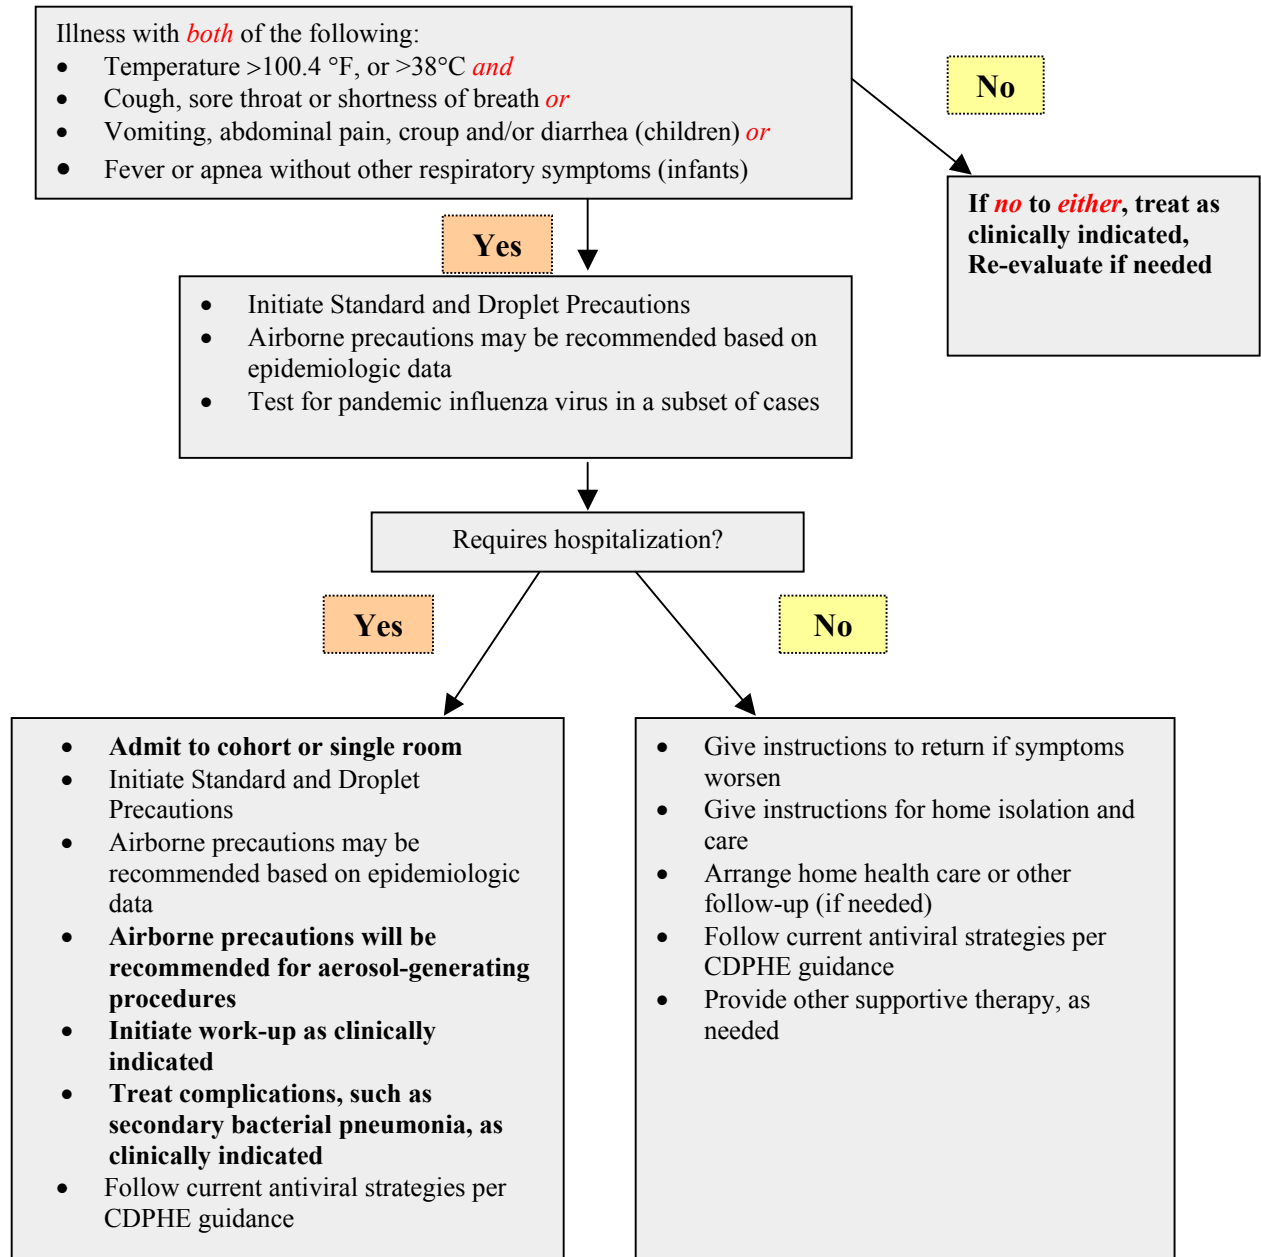 Illness with both of the following:
• Temperature >100.4 °F, or >38°C and
• Cough, sore throat or shortness of breath or
• Vomiting, abdominal pain, croup and/or diarrhea (children) or
• Fever or apnea without other respiratory symptoms (infants)
No
If no to either, treat as
clinically indicated,
Re-evaluate if needed
Yes
• Initiate Standard and Droplet Precautions
• Airborne precautions may be recommended based on
epidemiologic data
• Test for pandemic influenza virus in a subset of cases
Requires hospitalization?
Yes
No
• Admit to cohort or single room
• Initiate Standard and Droplet
Precautions
• Airborne precautions may be
recommended based on epidemiologic
data
• Airborne precautions will be
recommended for aerosol-generating
procedures
• Initiate work-up as clinically
indicated
• Treat complications, such as
secondary bacterial pneumonia, as
clinically indicated
• Follow current antiviral strategies per
CDPHE guidance
• Give instructions to return if symptoms
worsen
• Give instructions for home isolation and
care
• Arrange home health care or other
follow-up (if needed)
• Follow current antiviral strategies per
CDPHE guidance
• Provide other supportive therapy, as
needed